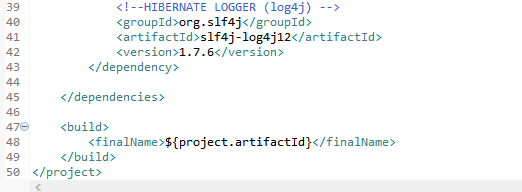 39 <!--HIBERNATE LOGGER (log4j) -->
40 <groupId>org.slf4j</groupId>
41 <artifactId>slf4j-log4j12</artifactId>
42 <version>1.7.6</version>
43 </dependency>
44
45 </dependencies>
46
47 <build>
48 <finalName>${project.artifactId}</finalName>
49 </build>
50 </project>